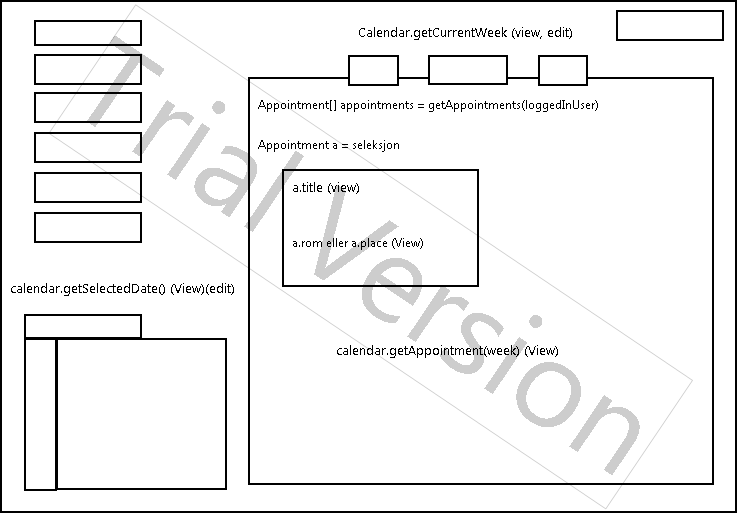 Calendar.getCurrentWeek (view, edit)
Appointment[] appointments = getAppointments(loggedInUser)
Appointment a = seleksjon
a.title (view)
a.rom eller a.place (View)
calendar.getSelectedDate() (View)(edit)
calendar.getAppointment(week) (View)
Trial Version